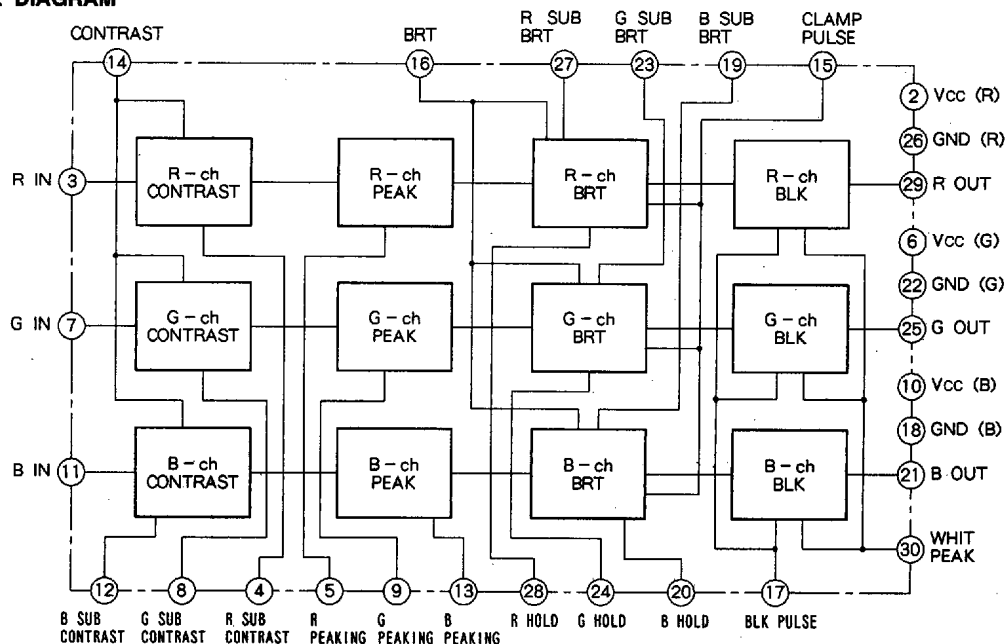 DIAGRAM
CONTRAST
BRT
R SUB
BRT
G SUB
BRT
B SUB
BRT
CLAMP
PULSE
14
16
27
23
19
15
2 Vcc (R)
26 GND (R)
R IN 3
R-ch
CONTRAST
R-ch
PEAK
R-ch
BRT
R-ch
BLK
29 R OUT
6 Vcc (G)
22 GND (G)
G IN 7
G-ch
CONTRAST
G-ch
PEAK
G-ch
BRT
G-ch
BLK
25 G OUT
10 Vcc (B)
18 GND (B)
B IN 11
B-ch
CONTRAST
B-ch
PEAK
B-ch
BRT
B-ch
BLK
21 B OUT
30 WHIT
PEAK
12
8
4
5
9
13
28
24
20
17
B SUB
CONTRAST
G SUB
CONTRAST
R SUB
CONTRAST
R
PEAKING
G
PEAKING
B
PEAKING
R HOLD
G HOLD
B HOLD
BLK PULSE